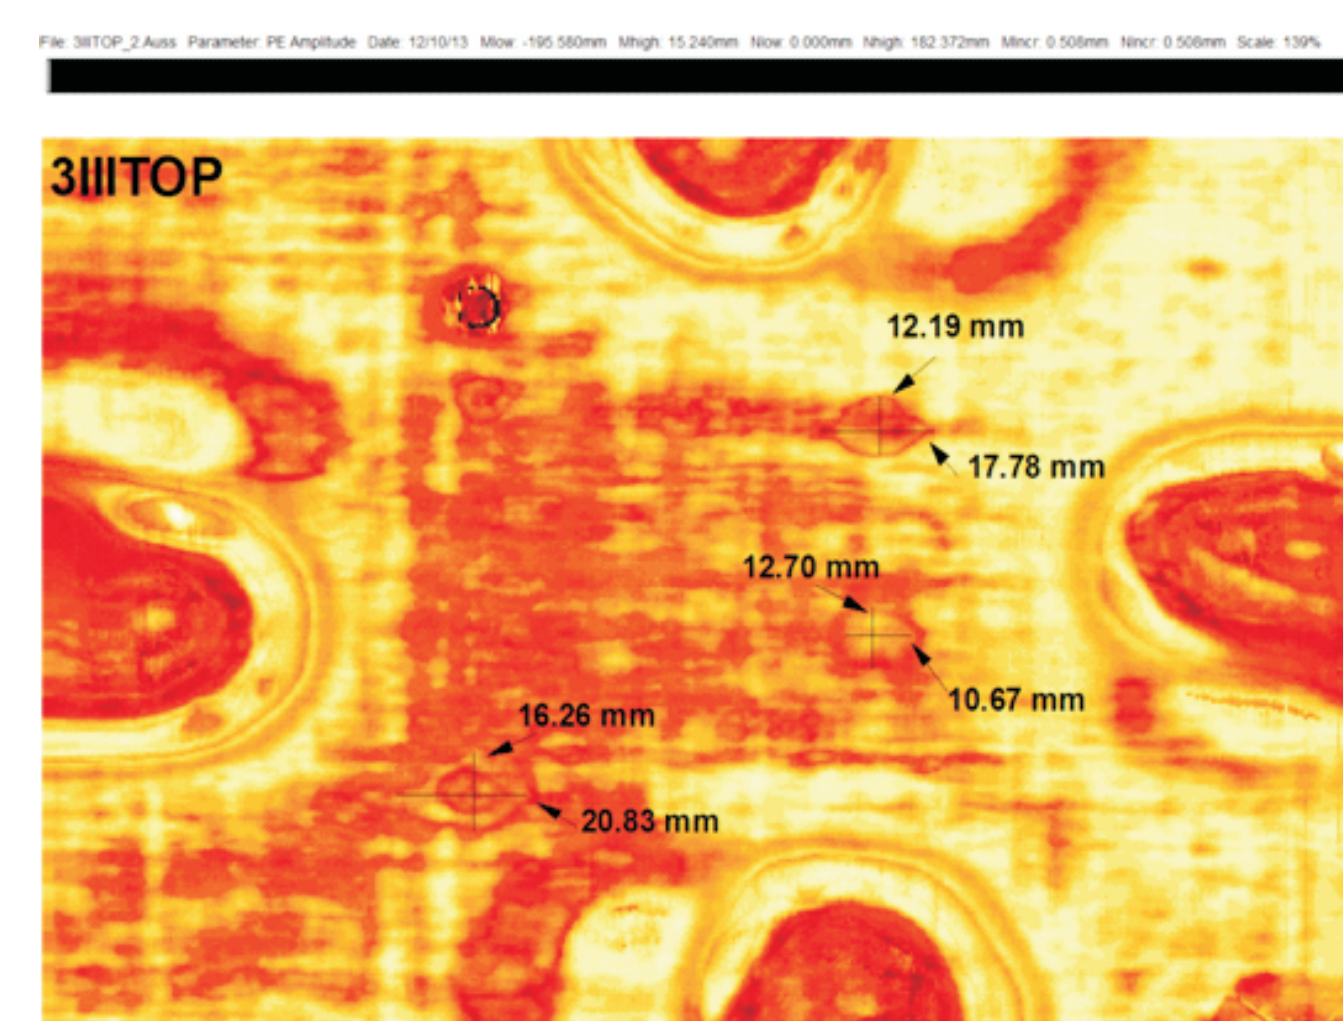 File: 3IIITOP_2.Auss Parameter: PE Amplitude Date: 12/10/13 Mlow: -195.580mm Mhigh: 15.240mm Nlow: 0.000mm Nhigh: 182.372mm Mincr: 0.508mm Nincr: 0.508mm Scale: 139%
3IIITOP
12.19 mm
17.78 mm
12.70 mm
10.67 mm
16.26 mm
20.83 mm